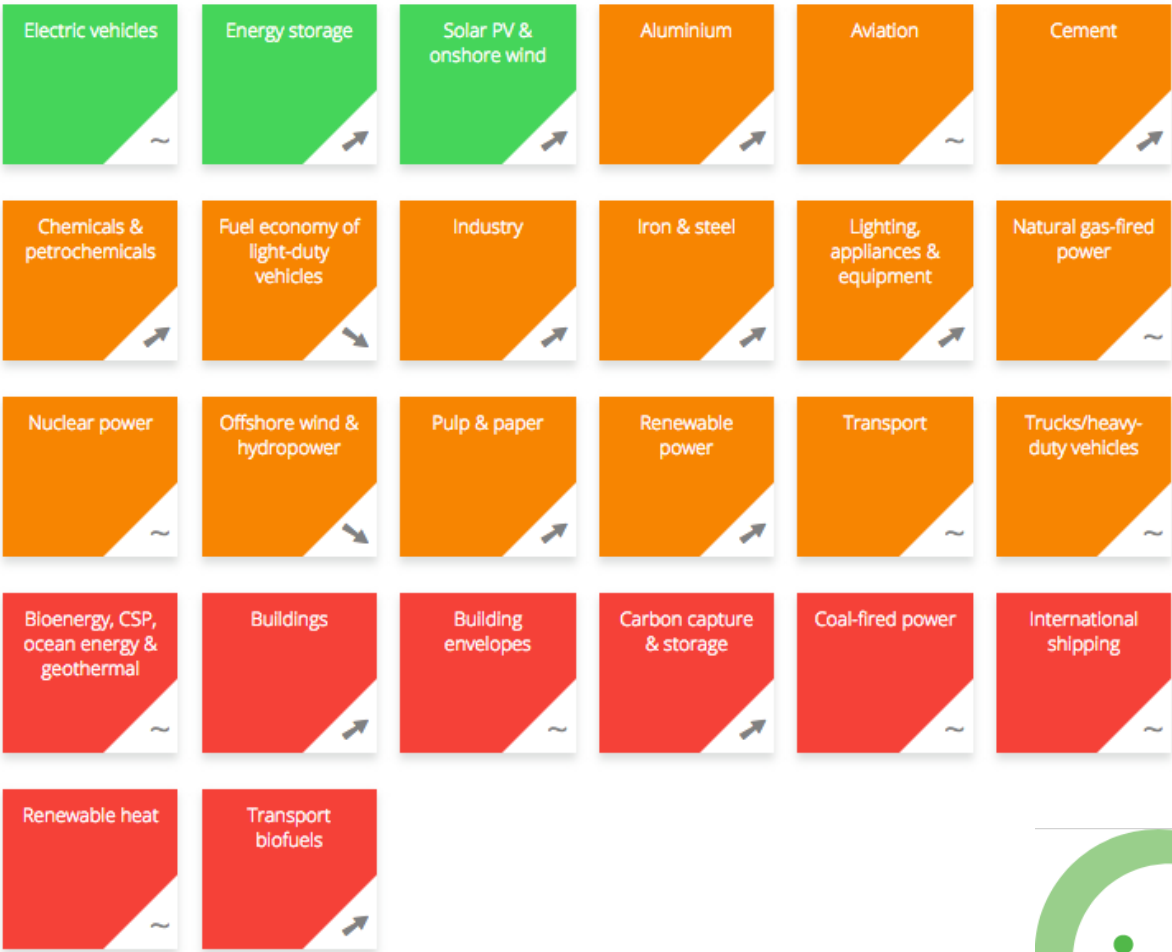 Electric vehicles
Energy storage
Solar PV &
onshore wind
Aluminium
Aviation
Cement
Chemicals &
petrochemicals
Fuel economy of
light-duty
vehicles
Industry
Iron & steel
Lighting,
appliances &
equipment
Natural gas-fired
power
Nuclear power
Offshore wind &
hydropower
Pulp & paper
Renewable
power
Transport
Trucks/heavy-
duty vehicles
Bioenergy, CSP,
ocean energy &
geothermal
Buildings
Building
envelopes
Carbon capture
& storage
Coal-fired power
International
shipping
Renewable heat
Transport
biofuels